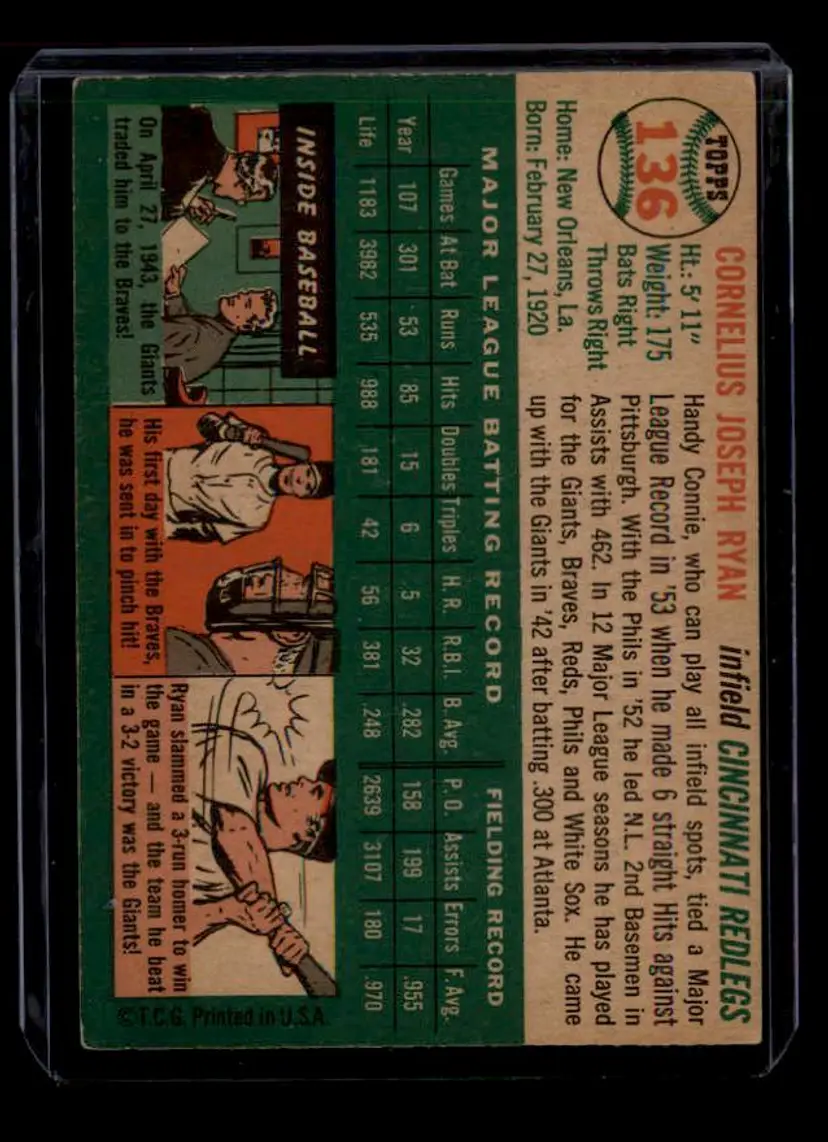 TOPPS
136
CORNELIUS JOSEPH RYAN infield CINCINNATI REDLEGS
Ht.: 5' 11"
Weight: 175
Bats Right
Throws Right
Home: New Orleans, La.
Born: February 27, 1920
Handy Connie, who can play all infield spots, tied a Major
League Record in '53 when he made 6 straight Hits against
Pittsburgh. With the Phils in '52 he led N.L. 2nd Basemen in
Assists with 462. In 12 Major League seasons he has played
for the Giants, Braves, Reds, Phils and White Sox. He came
up with the Giants in '42 after batting .300 at Atlanta.
MAJOR LEAGUE BATTING RECORD FIELDING RECORD
Games At Bat Runs Hits Doubles Triples H. R. R.B.I. B. Avg. P. O. Assists Errors F. Avg.
Year 107 301 53 85 15 6 5 32 .282 158 199 17 .955
Life 1183 3982 535 988 181 42 56 381 .248 2639 3107 180 .970
INSIDE BASEBALL
On April 27, 1943, the Giants
traded him to the Braves!
His first day with the Braves,
he was sent in to pinch hit!
Ryan slammed a 3-run homer to win
the game — and the team he beat
in a 3-2 victory was the Giants!
©T.C.G. Printed in U.S.A.